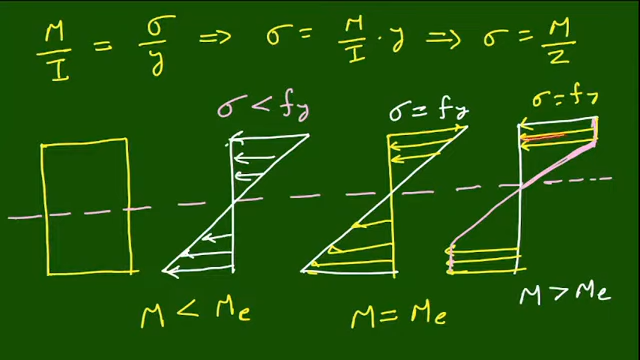 M/I = σ/y ⇒ σ = M/I · y ⇒ σ = M/Z
σ < fy
σ = fy
σ = fy
M < Me
M = Me
M > Me